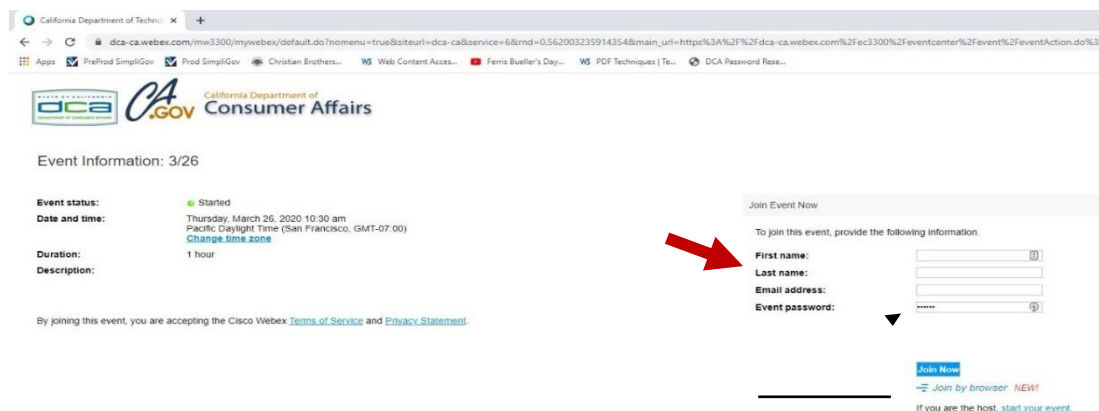 California Department of Techno
dca-ca.webex.com/mw3300/mywebex/default.do?nomenu=true&siteurl=dca-ca&service=6&rnd=0.562003235914354&main_url=https%3A%2F%2Fdca-ca.webex.com%2Fec3300%2Feventcenter%2Fevent%2FeventAction.do%3
Apps PreProd SimpliGov Prod SimpliGov Christian Brothers... Web Content Acces... Ferris Bueller's Day... PDF Techniques | Te... DCA Password Rese...
STATE OF CALIFORNIA
dca
DEPARTMENT OF CONSUMER AFFAIRS
CA
.GOV
California Department of
Consumer Affairs
Event Information: 3/26
Event status: Started
Date and time: Thursday, March 26, 2020 10:30 am
Pacific Daylight Time (San Francisco, GMT-07:00)
Change time zone
Duration: 1 hour
Description:
By joining this event, you are accepting the Cisco Webex Terms of Service and Privacy Statement.
Join Event Now
To join this event, provide the following information.
First name:
Last name:
Email address:
Event password:
Join Now
Join by browser NEW!
If you are the host, start your event.